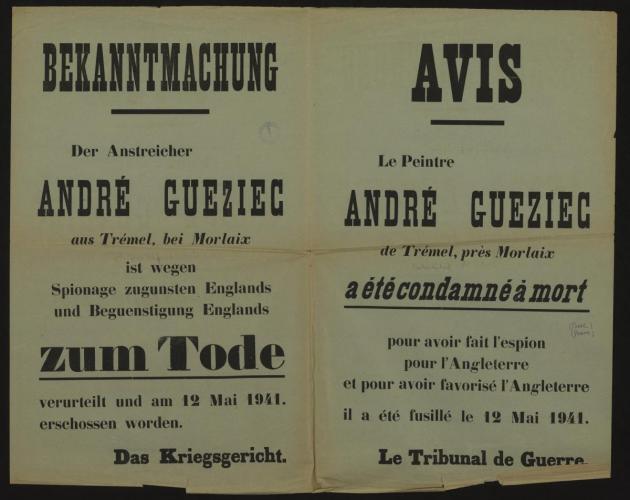 BEKANNTMACHUNG
Der Anstreicher
ANDRÉ GUEZIEC
aus Trémel, bei Morlaix
ist wegen
Spionage zugunsten Englands
und Beguenstigung Englands
zum Tode
verurteilt und am 12 Mai 1941.
erschossen worden.
Das Kriegsgericht.
AVIS
Le Peintre
ANDRÉ GUEZIEC
de Trémel, près Morlaix
a été condamné à mort
pour avoir fait l'espion
pour l'Angleterre
et pour avoir favorisé l'Angleterre
il a été fusillé le 12 Mai 1941.
Le Tribunal de Guerre.